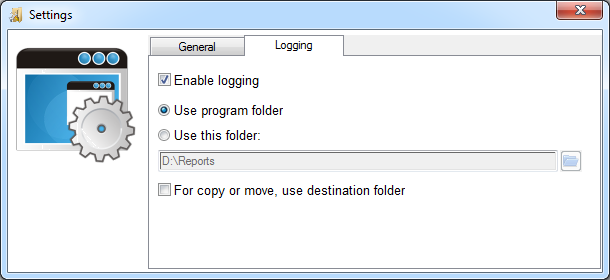 Settings
General
Logging
Enable logging
Use program folder
Use this folder:
D:\Reports
For copy or move, use destination folder